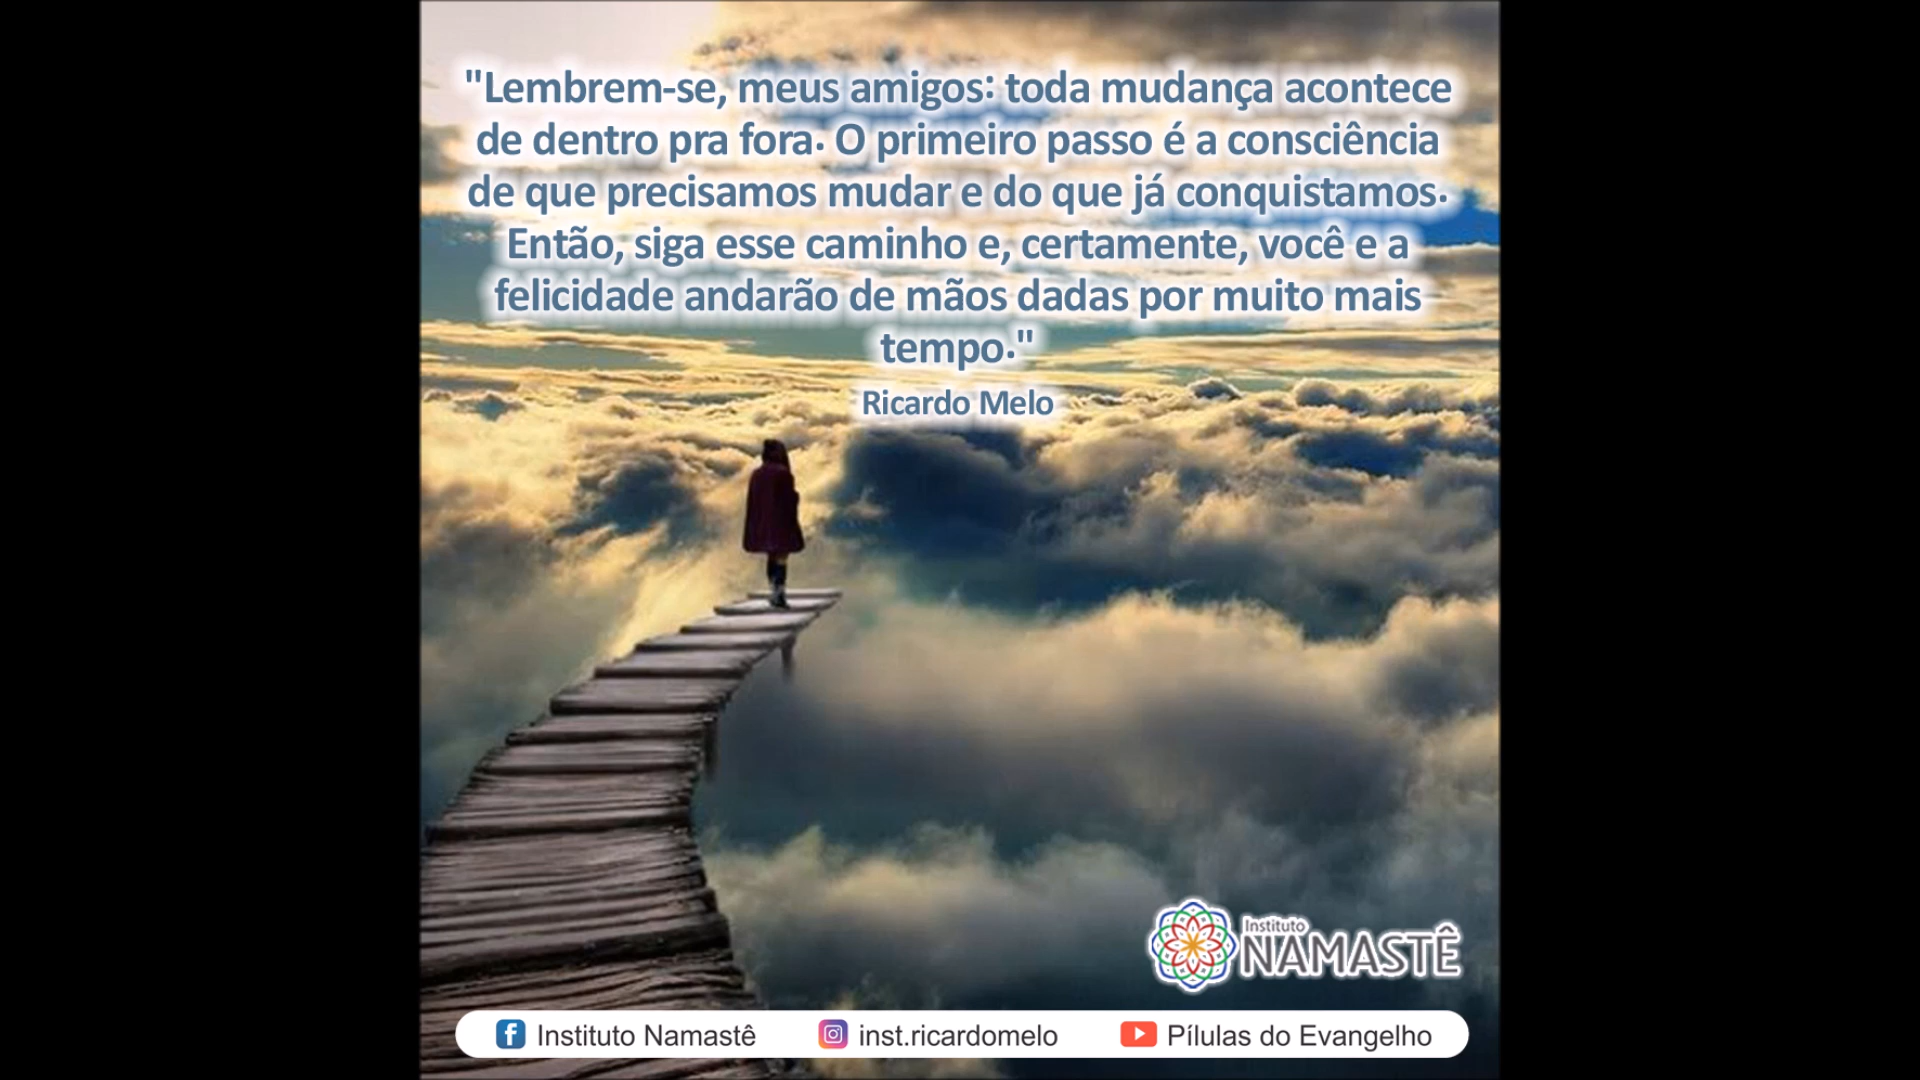 "Lembrem-se, meus amigos: toda mudança acontece
de dentro pra fora. O primeiro passo é a consciência
de que precisamos mudar e do que já conquistamos.
Então, siga esse caminho e, certamente, você e a
felicidade andarão de mãos dadas por muito mais
tempo."
Ricardo Melo
Instituto
NAMASTÊ
Instituto Namastê
inst.ricardomelo
Pílulas do Evangelho